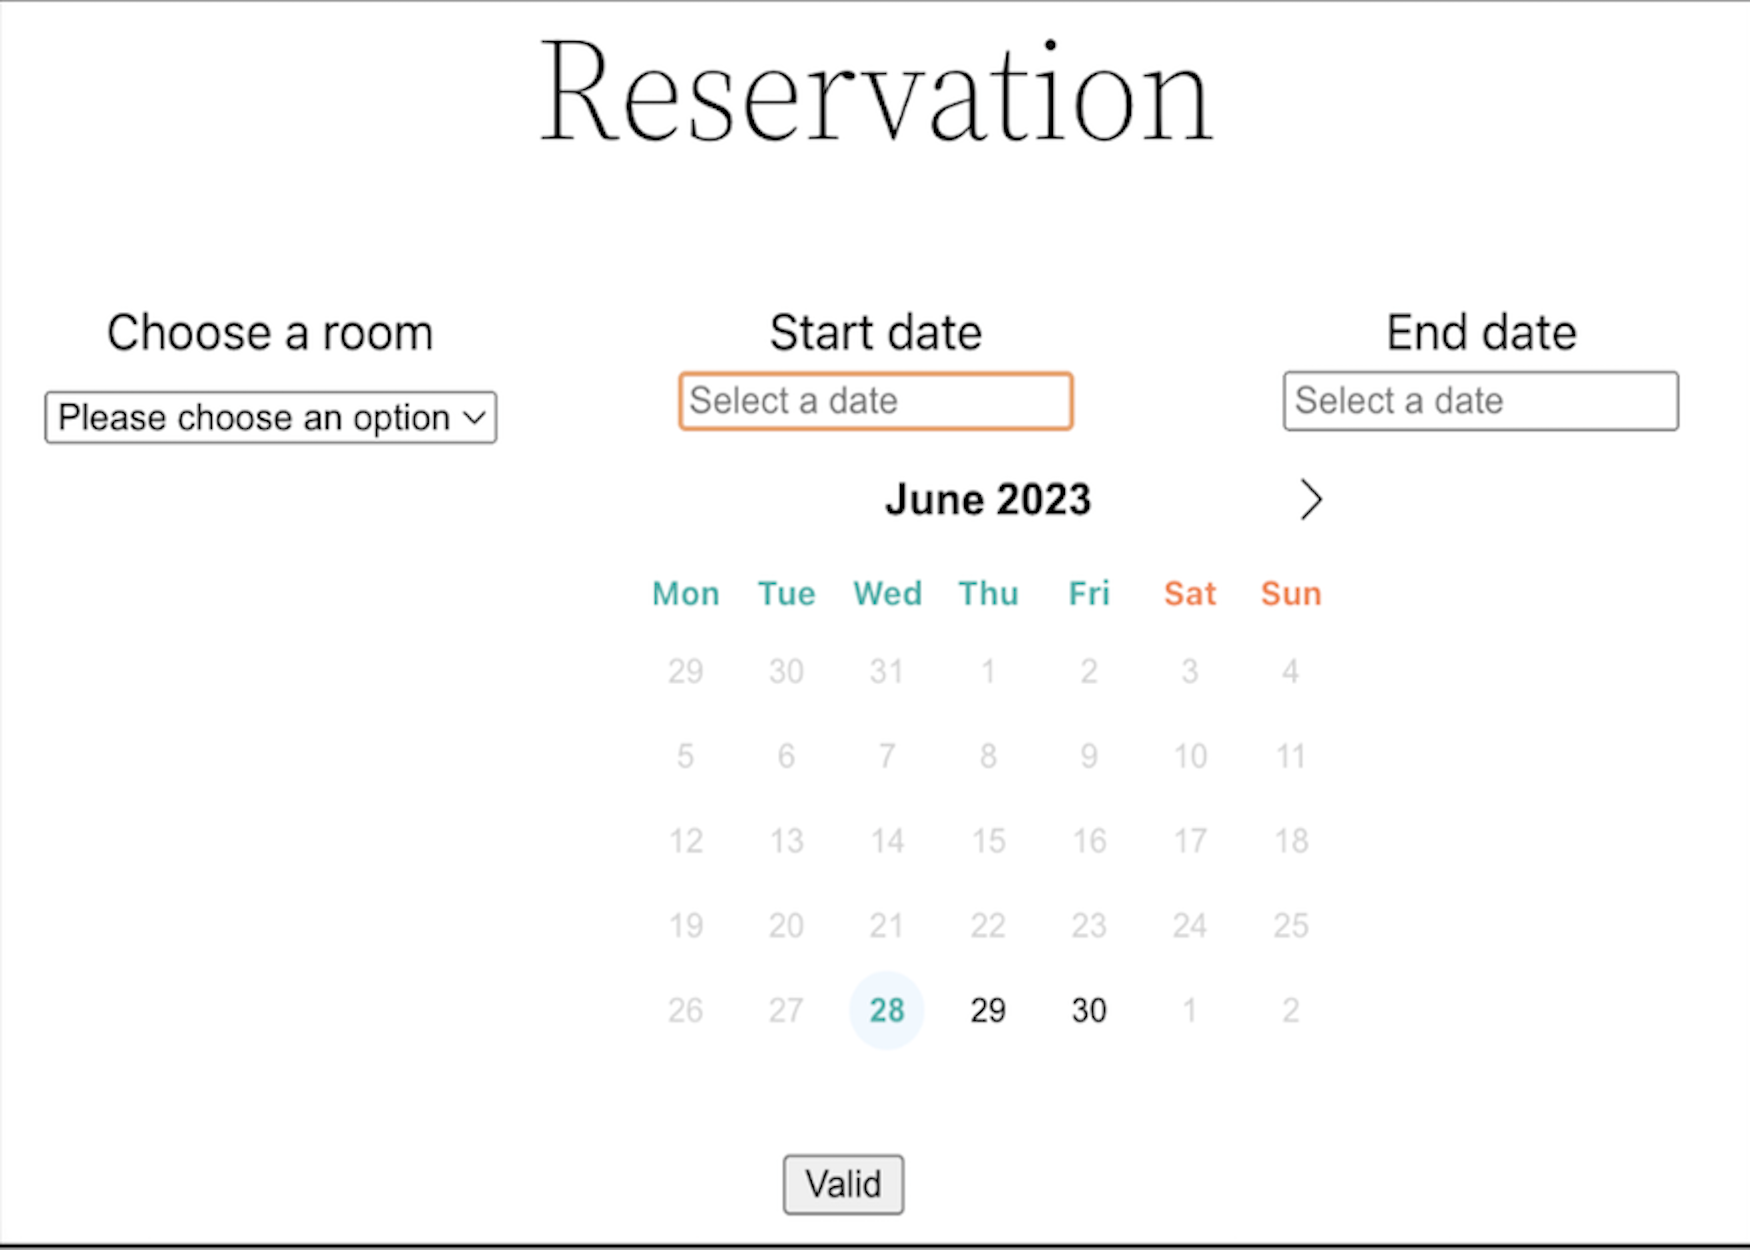 Reservation
Choose a room
Please choose an option
Start date
Select a date
End date
Select a date
June 2023
Mon Tue Wed Thu Fri Sat Sun
29 30 31 1 2 3 4
5 6 7 8 9 10 11
12 13 14 15 16 17 18
19 20 21 22 23 24 25
26 27 28 29 30 1 2
Valid